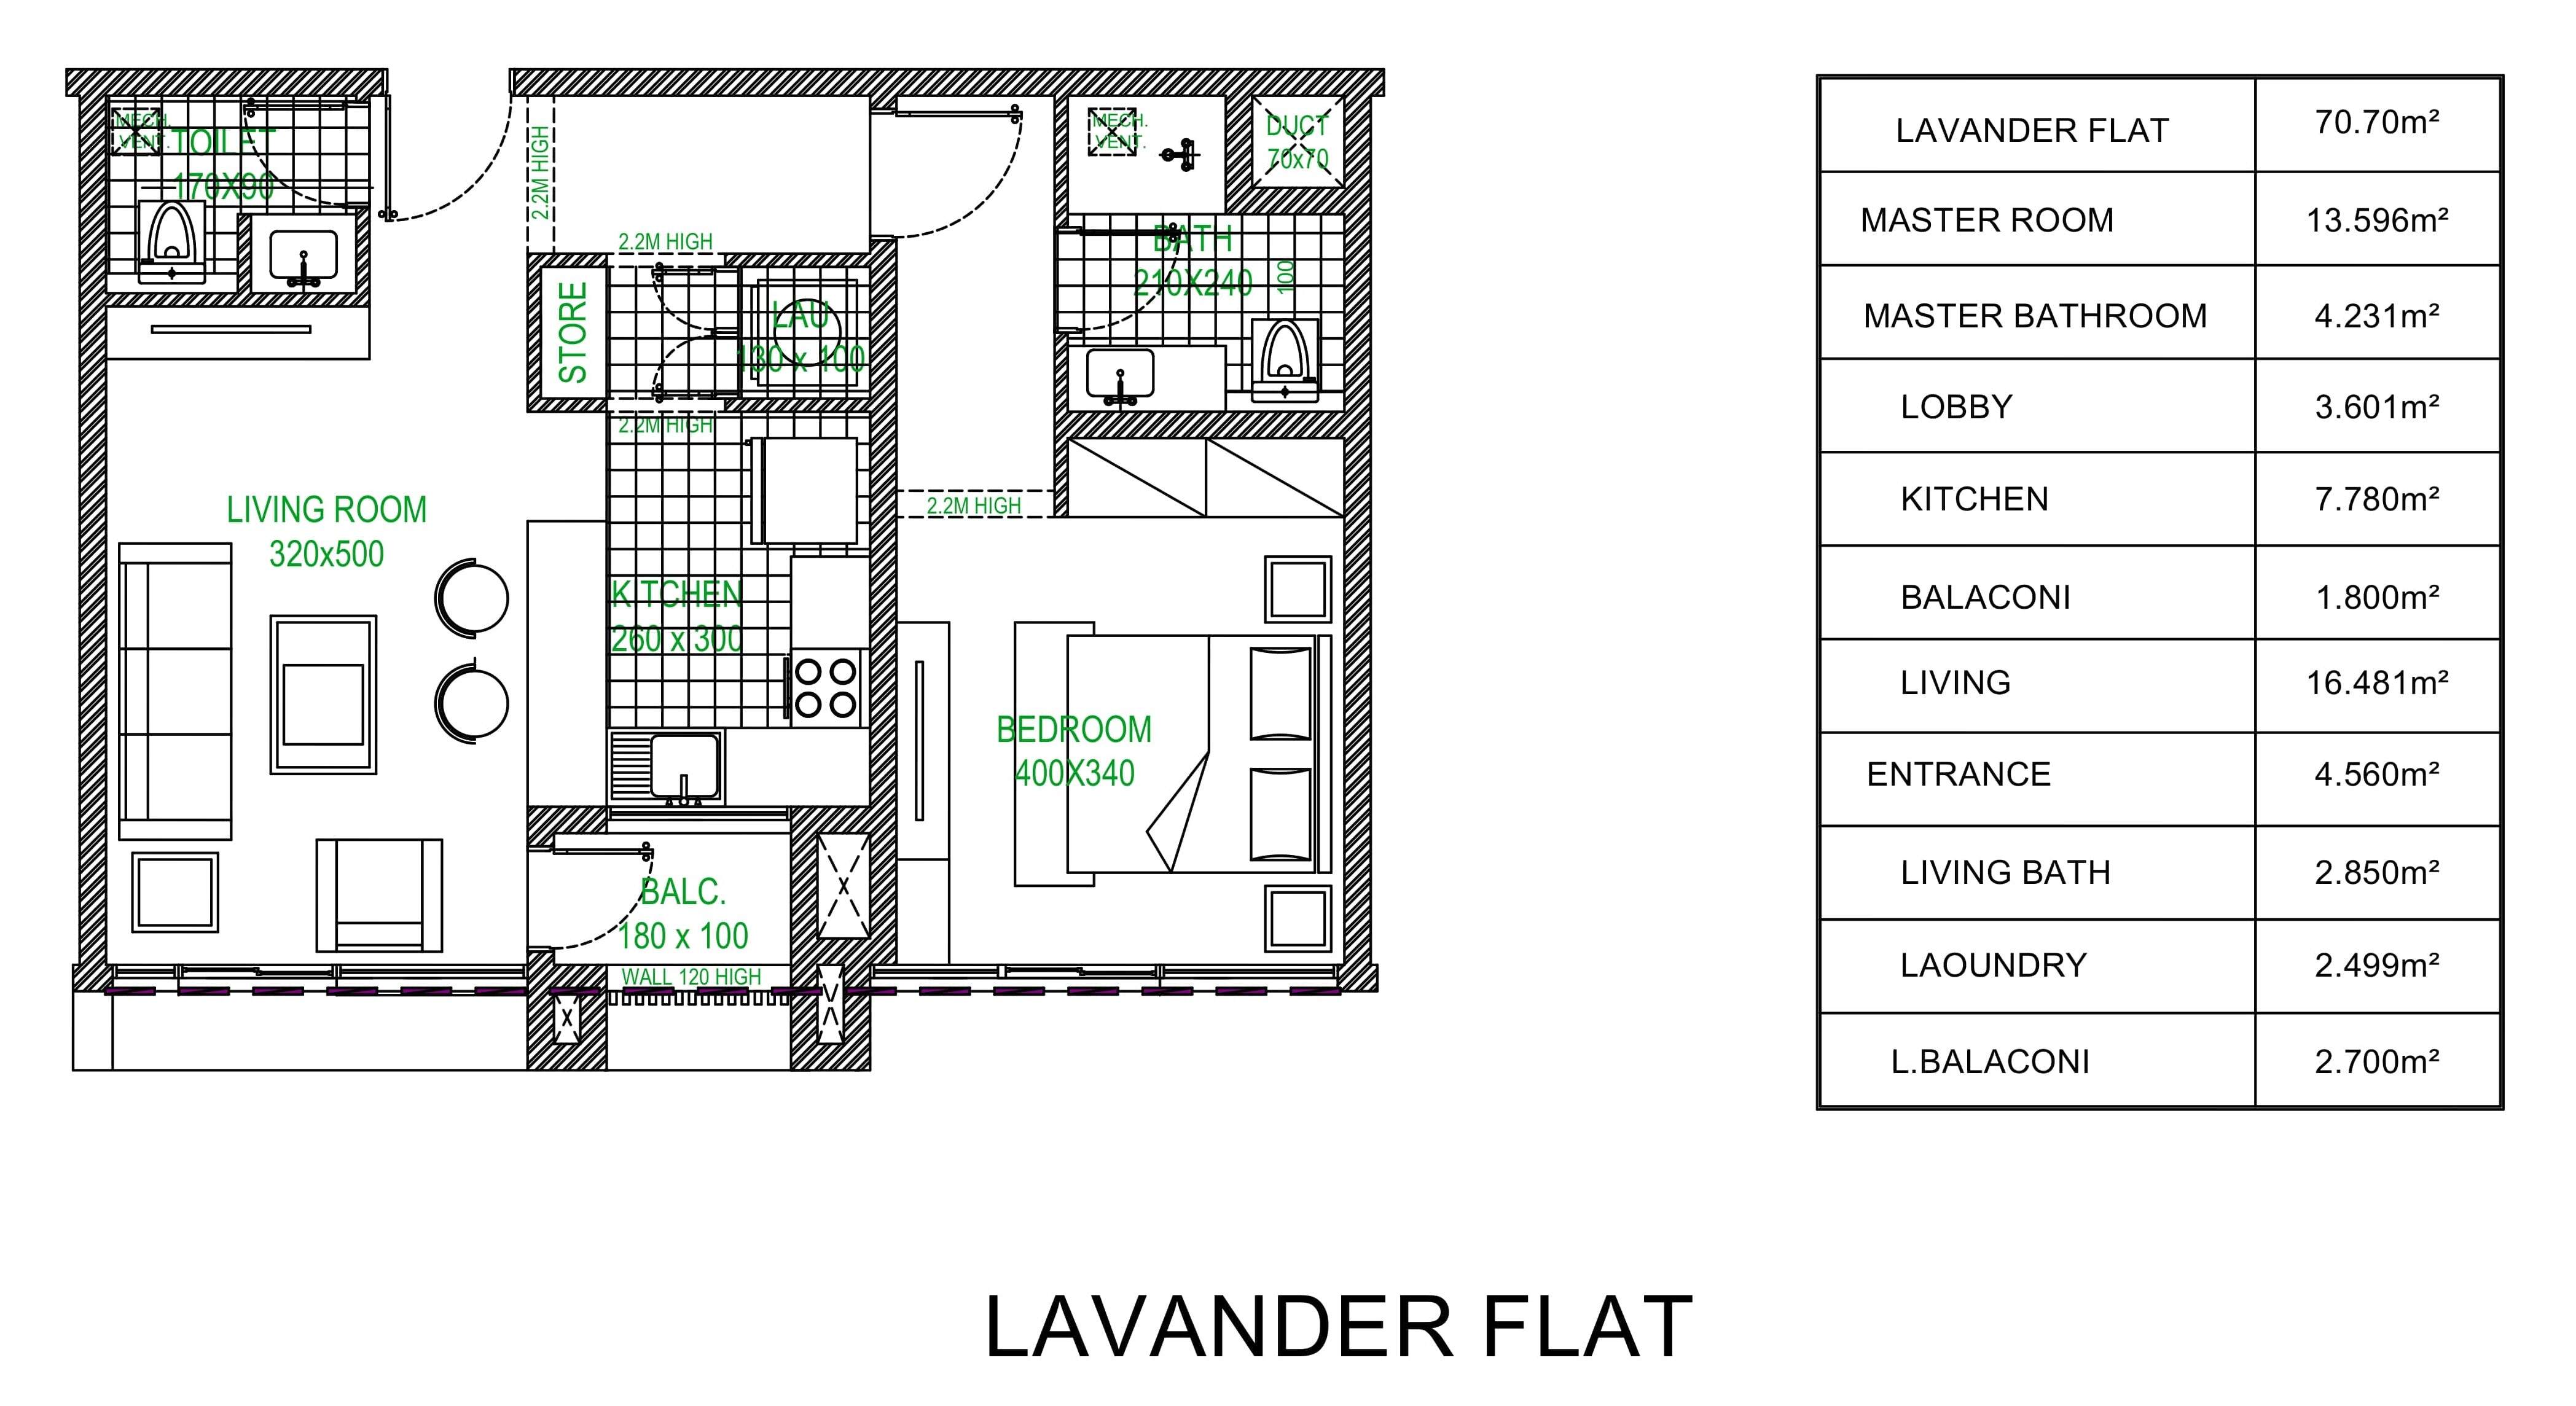 MECH.
VENT.
TOILET
170X90
2.2M HIGH
2.2M HIGH
MECH.
VENT.
DUCT
70x70
BATH
210X240
100
STORE
LAU
130 x 100
2.2M HIGH
2.2M HIGH
LIVING ROOM
320x500
KITCHEN
260 x 300
BEDROOM
400X340
BALC.
180 x 100
WALL 120 HIGH
LAVANDER FLAT 70.70m²
MASTER ROOM 13.596m²
MASTER BATHROOM 4.231m²
LOBBY 3.601m²
KITCHEN 7.780m²
BALACONI 1.800m²
LIVING 16.481m²
ENTRANCE 4.560m²
LIVING BATH 2.850m²
LAOUNDRY 2.499m²
L.BALACONI 2.700m²
LAVANDER FLAT